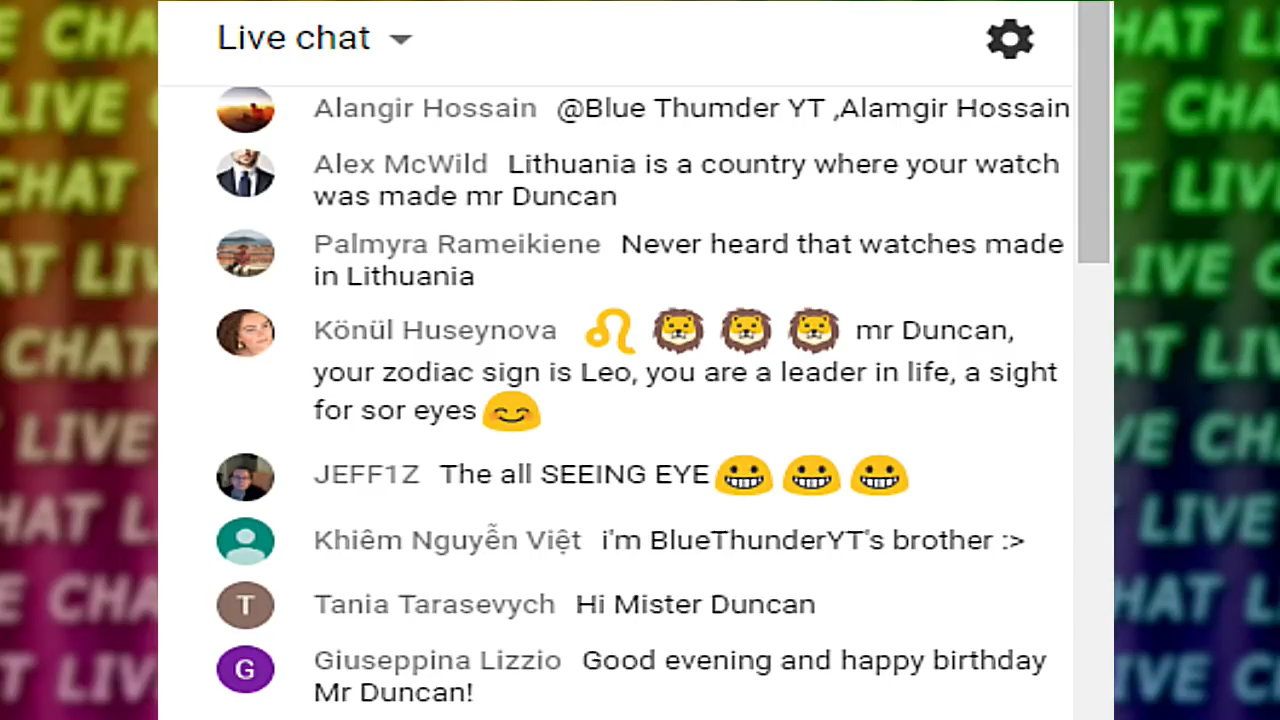 Live chat
Alangir Hossain @Blue Thumder YT ,Alamgir Hossain
Alex McWild Lithuania is a country where your watch
was made mr Duncan
Palmyra Rameikiene Never heard that watches made
in Lithuania
Könül Huseynova ♌ 🦁 🦁 🦁 mr Duncan,
your zodiac sign is Leo, you are a leader in life, a sight
for sor eyes 😊
JEFF1Z The all SEEING EYE 😀 😀 😀
Khiêm Nguyễn Việt i'm BlueThunderYT's brother :>
T Tania Tarasevych Hi Mister Duncan
G Giuseppina Lizzio Good evening and happy birthday
Mr Duncan!